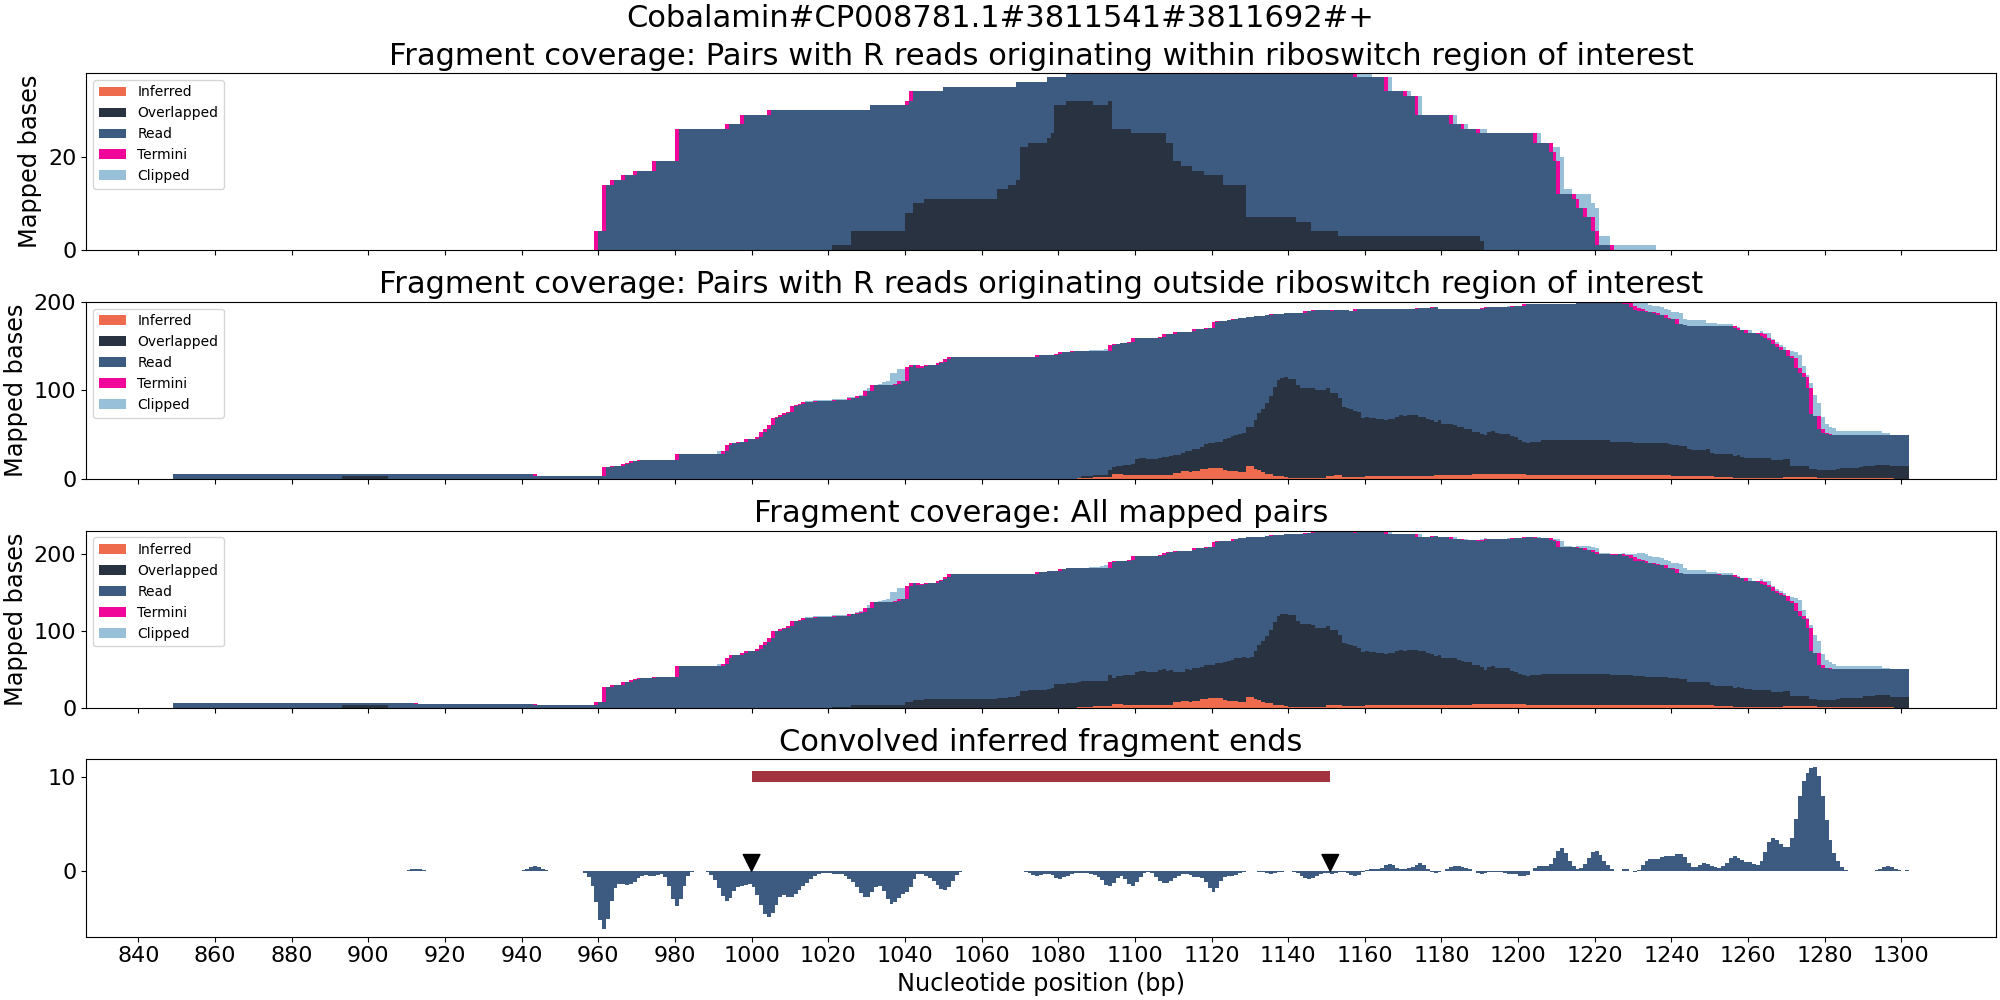 Cobalamin#CP008781.1#3811541#3811692#+
Fragment coverage: Pairs with R reads originating within riboswitch region of interest
Mapped bases
20
0
Inferred
Overlapped
Read
Termini
Clipped
Fragment coverage: Pairs with R reads originating outside riboswitch region of interest
Mapped bases
200
100
0
Inferred
Overlapped
Read
Termini
Clipped
Fragment coverage: All mapped pairs
Mapped bases
200
100
0
Inferred
Overlapped
Read
Termini
Clipped
Convolved inferred fragment ends
10
0
840 860 880 900 920 940 960 980 1000 1020 1040 1060 1080 1100 1120 1140 1160 1180 1200 1220 1240 1260 1280 1300
Nucleotide position (bp)